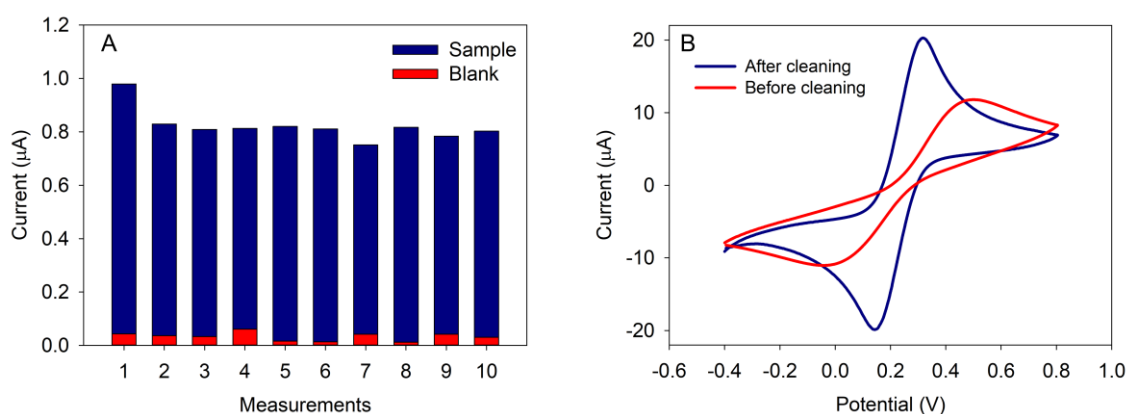 A
Sample
Blank
Current (μA)
1.2
1.0
0.8
0.6
0.4
0.2
0.0
1 2 3 4 5 6 7 8 9 10
Measurements
B
After cleaning
Before cleaning
Current (μA)
20
10
0
-10
-20
-0.6 -0.4 -0.2 0.0 0.2 0.4 0.6 0.8 1.0
Potential (V)